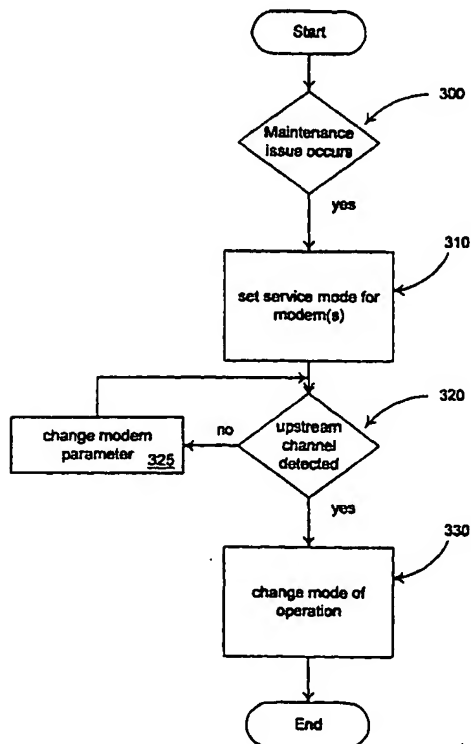 Start
300
Maintenance
issue occurs
yes
310
set service mode for
modem(s)
320
upstream
channel
detected
no
change modem
parameter 325
yes
330
change mode of
operation
End